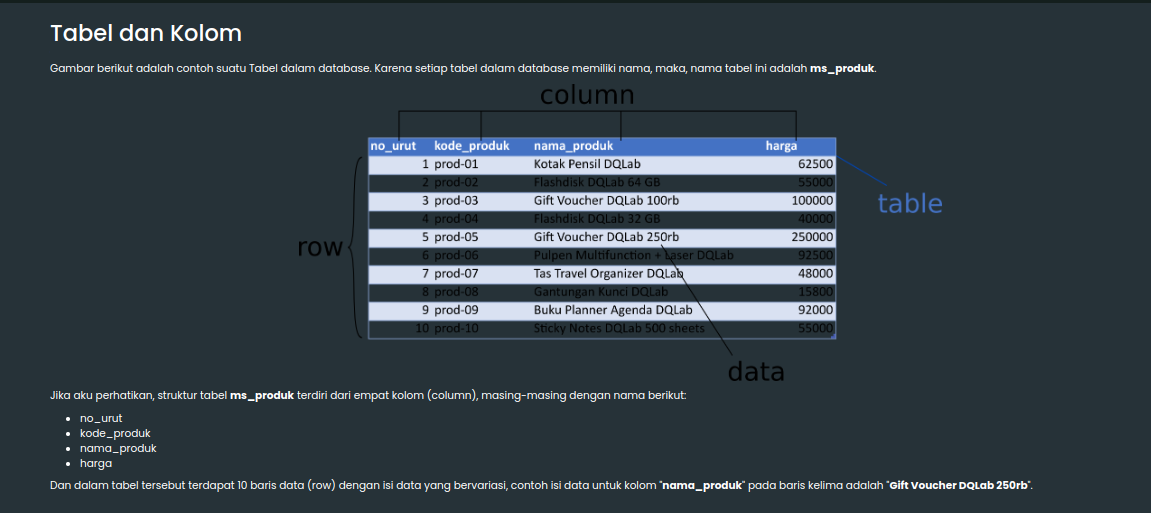 Tabel dan Kolom
Gambar berikut adalah contoh suatu Tabel dalam database. Karena setiap tabel dalam database memiliki nama, maka, nama tabel ini adalah ms_produk.
column
no_urut kode_produk nama_produk harga
1 prod-01 Kotak Pensil DQLab 62500
2 prod-02 Flashdisk DQLab 64 GB 55000
3 prod-03 Gift Voucher DQLab 100rb 100000
table
4 prod-04 Flashdisk DQLab 32 GB 40000
5 prod-05 Gift Voucher DQLab 250rb 250000
row
6 prod-06 Pulpen Multifunction + Laser DQLab 92500
7 prod-07 Tas Travel Organizer DQLab 48000
8 prod-08 Gantungan Kunci DQLab 15800
9 prod-09 Buku Planner Agenda DQLab 92000
10 prod-10 Sticky Notes DQLab 500 sheets 55000
data
Jika aku perhatikan, struktur tabel ms_produk terdiri dari empat kolom (column), masing-masing dengan nama berikut:
• no_urut
• kode_produk
• nama_produk
• harga
Dan dalam tabel tersebut terdapat 10 baris data (row) dengan isi data yang bervariasi, contoh isi data untuk kolom "nama_produk" pada baris kelima adalah "Gift Voucher DQLab 250rb".